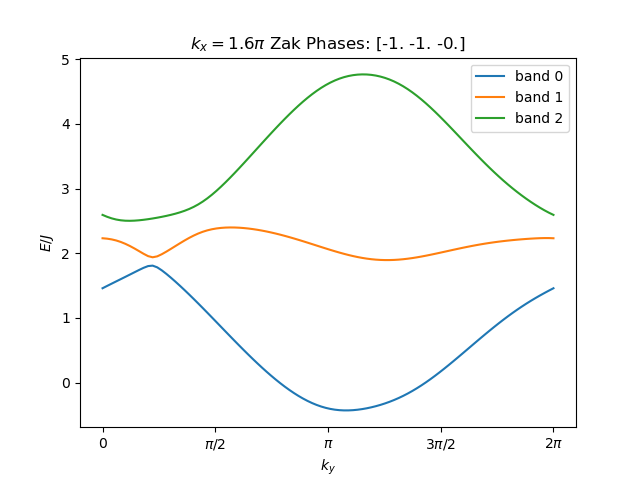 $k_x = 1.6\pi$ Zak Phases: [-1. -1. -0.]
band 0
band 1
band 2
E/J
5
4
3
2
1
0
0
π/2
π
3π/2
2π
$k_y$